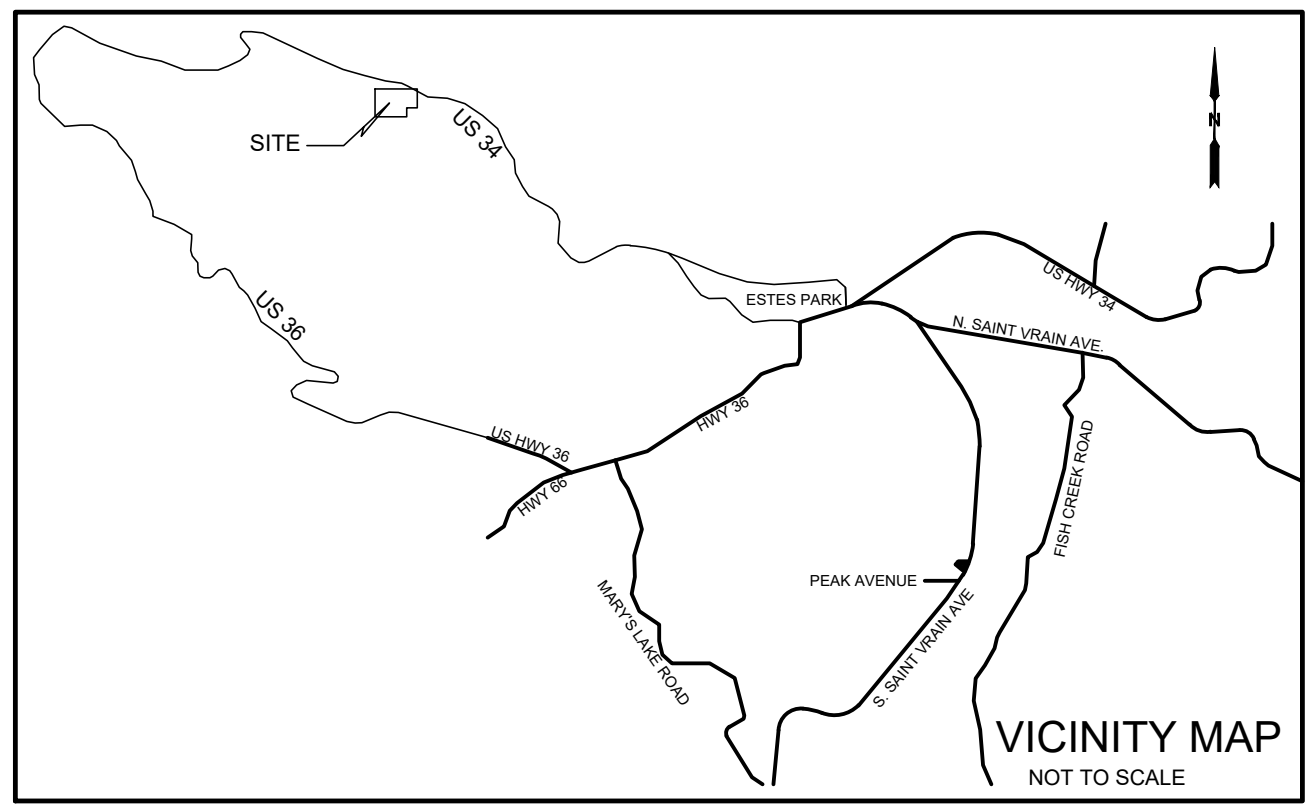 N
US 34
SITE
US HWY 34
ESTES PARK
US 36
N. SAINT VRAIN AVE.
HWY 36
US HWY 36
HWY 66
FISH CREEK ROAD
PEAK AVENUE
MARY'S LAKE ROAD
S. SAINT VRAIN AVE
VICINITY MAP
NOT TO SCALE